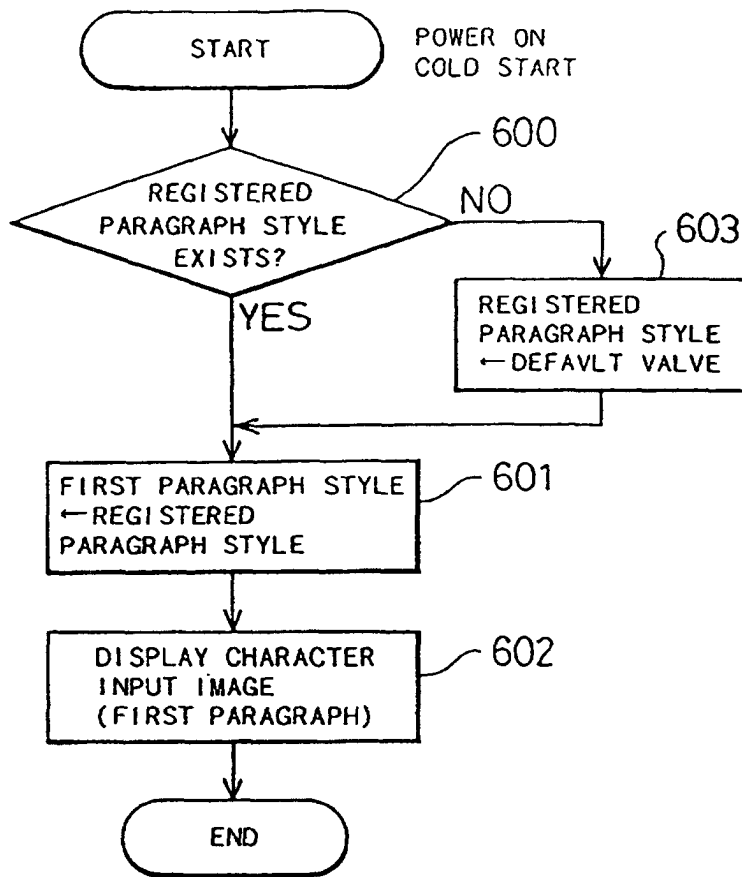 START
POWER ON
COLD START
600
REGISTERED
PARAGRAPH STYLE
EXISTS?
NO
603
YES
REGISTERED
PARAGRAPH STYLE
←DEFAVLT VALVE
FIRST PARAGRAPH STYLE
←REGISTERED
PARAGRAPH STYLE
601
DISPLAY CHARACTER
INPUT IMAGE
(FIRST PARAGRAPH)
602
END